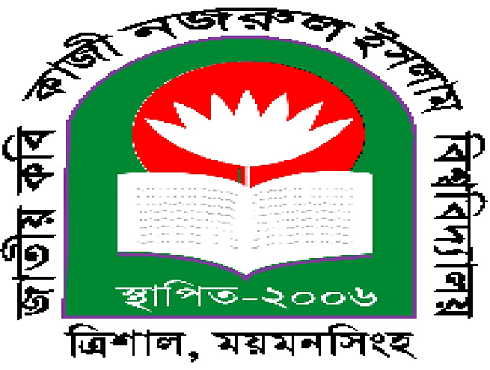 জাতীয় কবি কাজী নজরুল ইসলাম বিশ্ববিদ্যালয়
স্থাপিত-২০০৬
ত্রিশাল, ময়মনসিংহ